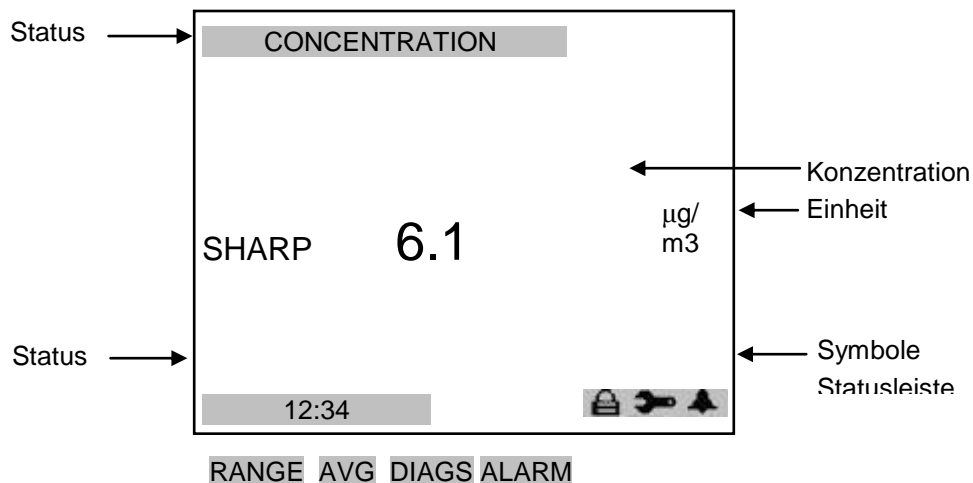 Status
CONCENTRATION
Konzentration
Einheit
μg/
m3
SHARP 6.1
Status
Symbole
Statusleiste
12:34
RANGE AVG DIAGS ALARM